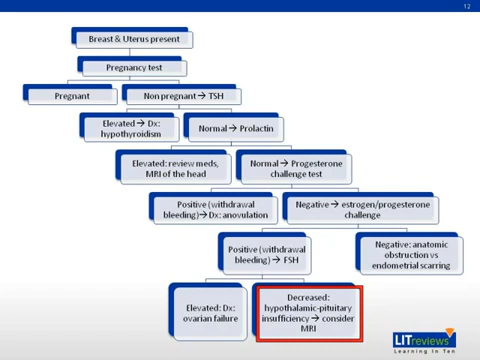 12
Breast & Uterus present
Pregnancy test
Pregnant
Non pregnant → TSH
Elevated → Dx:
hypothyroidism
Normal → Prolactin
Elevated: review meds,
MRI of the head
Normal → Progesterone
challenge test
Positive (withdrawal
bleeding) → Dx: anovulation
Negative → estrogen/progesterone
challenge
Positive (withdrawal
bleeding) → FSH
Negative: anatomic
obstruction vs
endometrial scarring
Elevated: Dx:
ovarian failure
Decreased:
hypothalamic-pituitary
insufficiency → consider
MRI
LITreviews
Learning In Ten